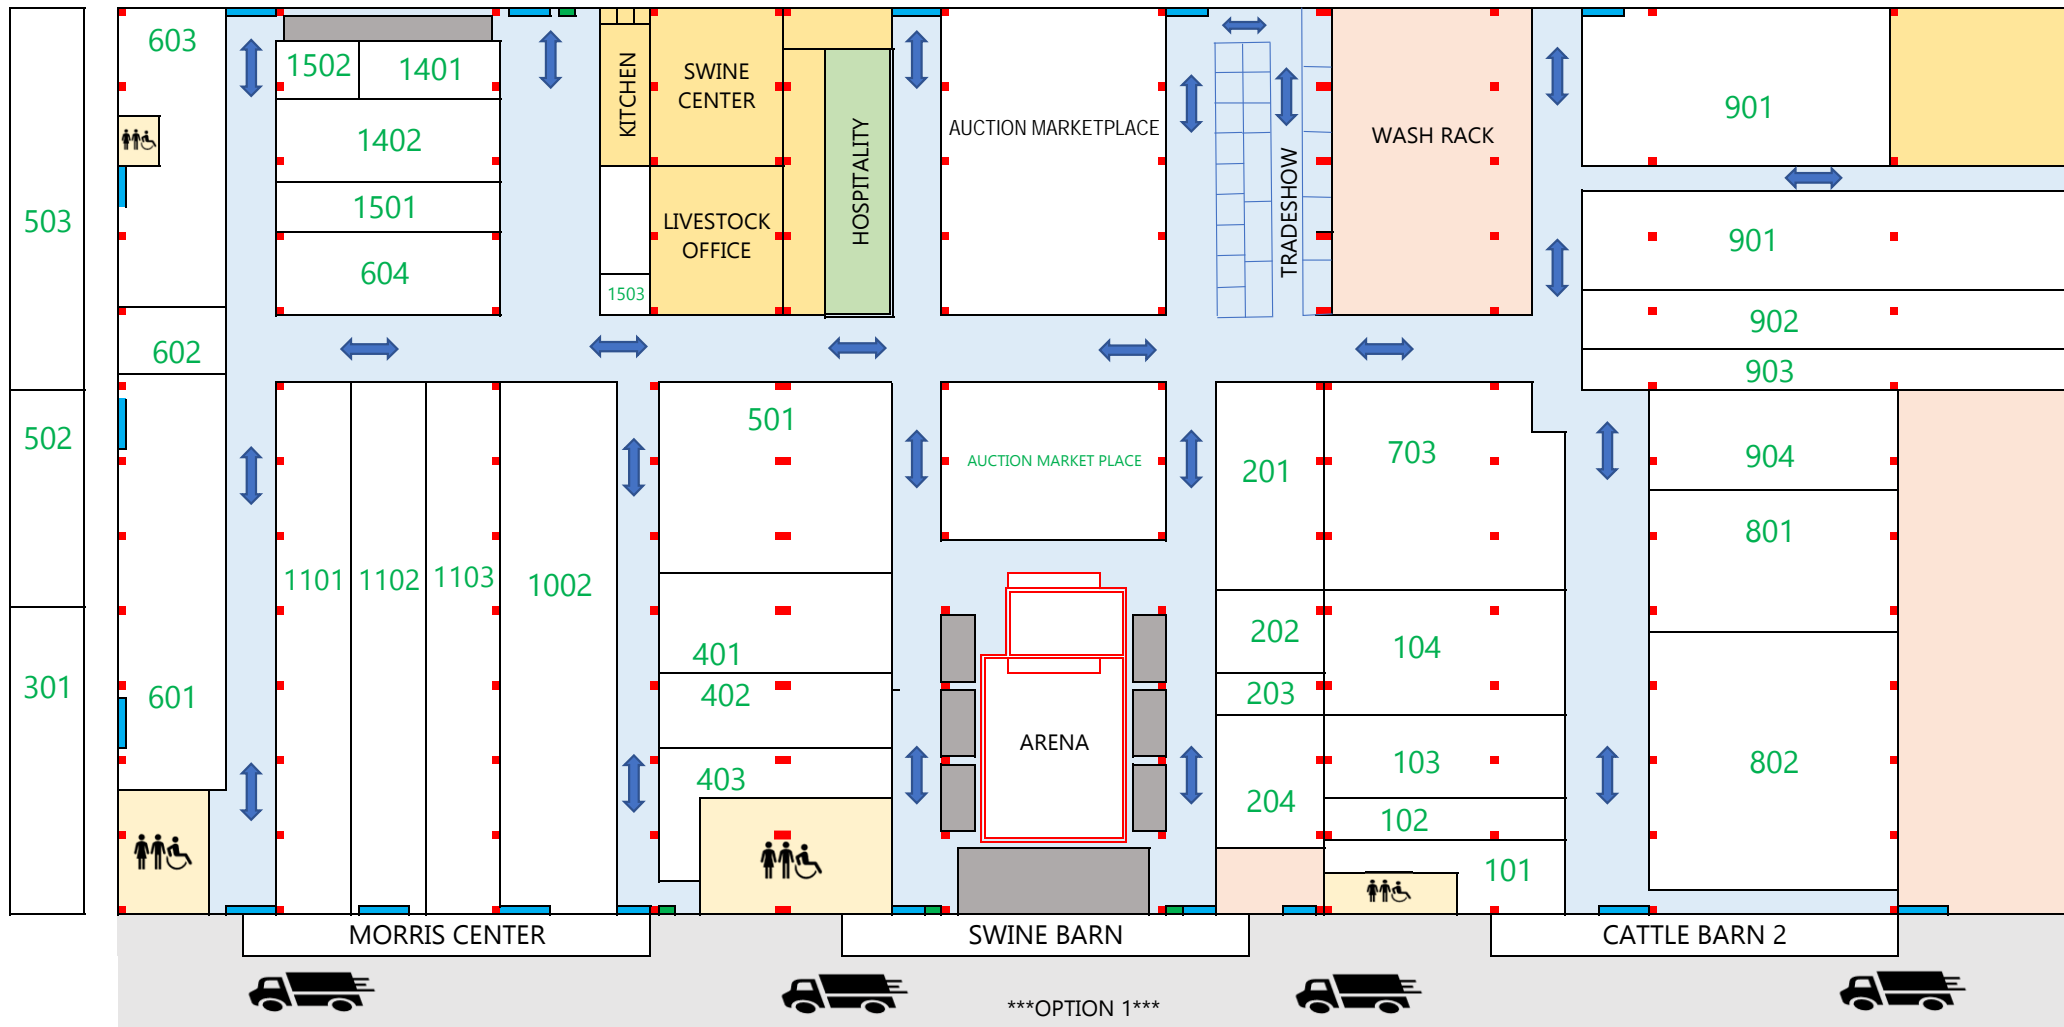 503
502
301
603
602
601
1502
1401
1402
1501
604
1101
1102
1103
1002
KITCHEN
SWINE
CENTER
LIVESTOCK
OFFICE
1503
HOSPITALITY
501
401
402
403
AUCTION MARKETPLACE
AUCTION MARKET PLACE
ARENA
TRADESHOW
WASH RACK
201
202
203
204
703
104
103
102
101
901
901
902
903
904
801
802
MORRIS CENTER
SWINE BARN
CATTLE BARN 2
***OPTION 1***